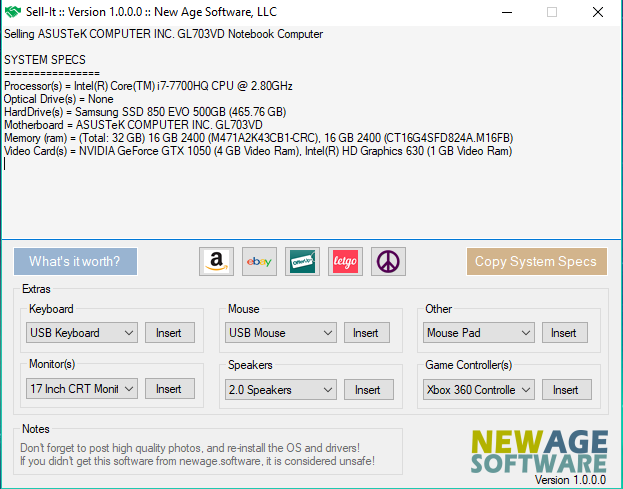 Sell-It :: Version 1.0.0.0 :: New Age Software, LLC
Selling ASUSTeK COMPUTER INC. GL703VD Notebook Computer
SYSTEM SPECS
================
Processor(s) = Intel(R) Core(TM) i7-7700HQ CPU @ 2.80GHz
Optical Drive(s) = None
HardDrive(s) = Samsung SSD 850 EVO 500GB (465.76 GB)
Motherboard = ASUSTeK COMPUTER INC. GL703VD
Memory (ram) = (Total: 32 GB) 16 GB 2400 (M471A2K43CB1-CRC), 16 GB 2400 (CT16G4SFD824A.M16FB)
Video Card(s) = NVIDIA GeForce GTX 1050 (4 GB Video Ram), Intel(R) HD Graphics 630 (1 GB Video Ram)
What's it worth?
a
ebay
OfferUp
letgo
Copy System Specs
Extras
Keyboard
USB Keyboard
Insert
Mouse
USB Mouse
Insert
Other
Mouse Pad
Insert
Monitor(s)
17 Inch CRT Monit
Insert
Speakers
2.0 Speakers
Insert
Game Controller(s)
Xbox 360 Controlle
Insert
Notes
Don't forget to post high quality photos, and re-install the OS and drivers!
If you didn't get this software from newage.software, it is considered unsafe!
NEWAGE
SOFTWARE
Version 1.0.0.0